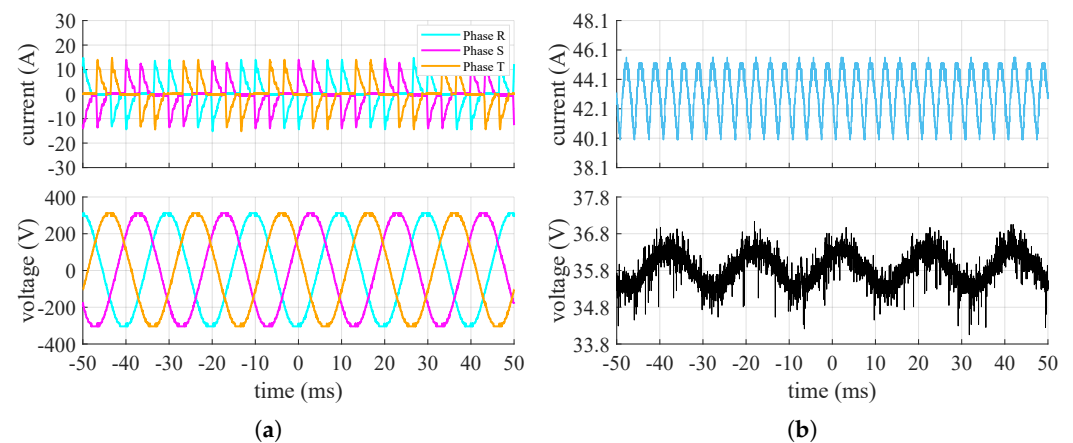 30
20
10
0
-10
-20
-30
current (A)
Phase R
Phase S
Phase T
400
200
0
-200
-400
voltage (V)
-50 -40 -30 -20 -10 0 10 20 30 40 50
time (ms)
(a)
48.1
46.1
44.1
42.1
40.1
38.1
current (A)
37.8
36.8
35.8
34.8
33.8
voltage (V)
-50 -40 -30 -20 -10 0 10 20 30 40 50
time (ms)
(b)